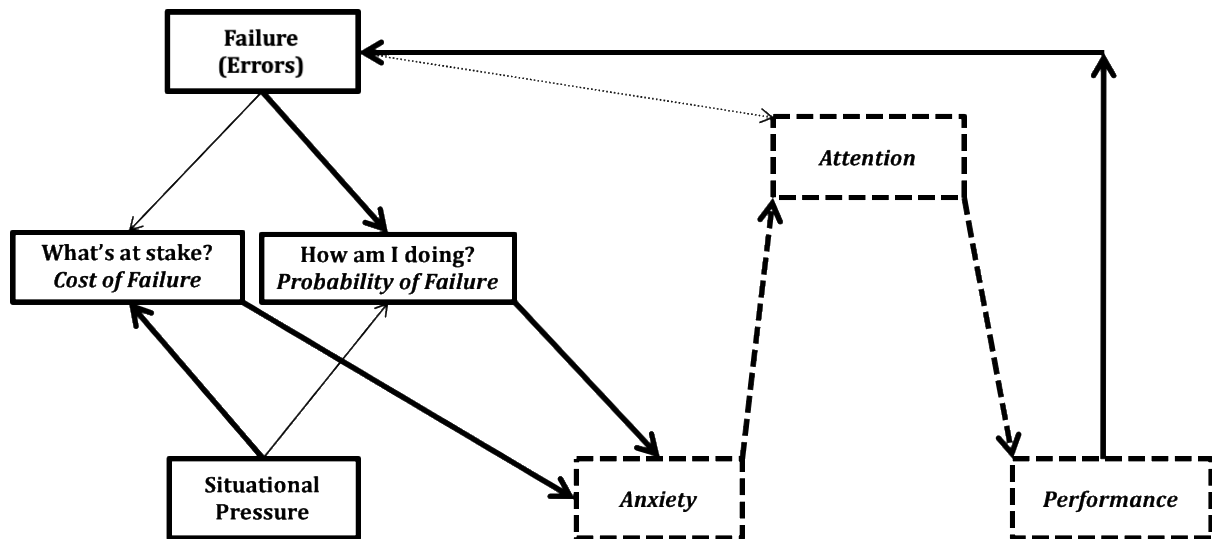 Failure
(Errors)
Attention
What’s at stake?
Cost of Failure
How am I doing?
Probability of Failure
Situational
Pressure
Anxiety
Performance